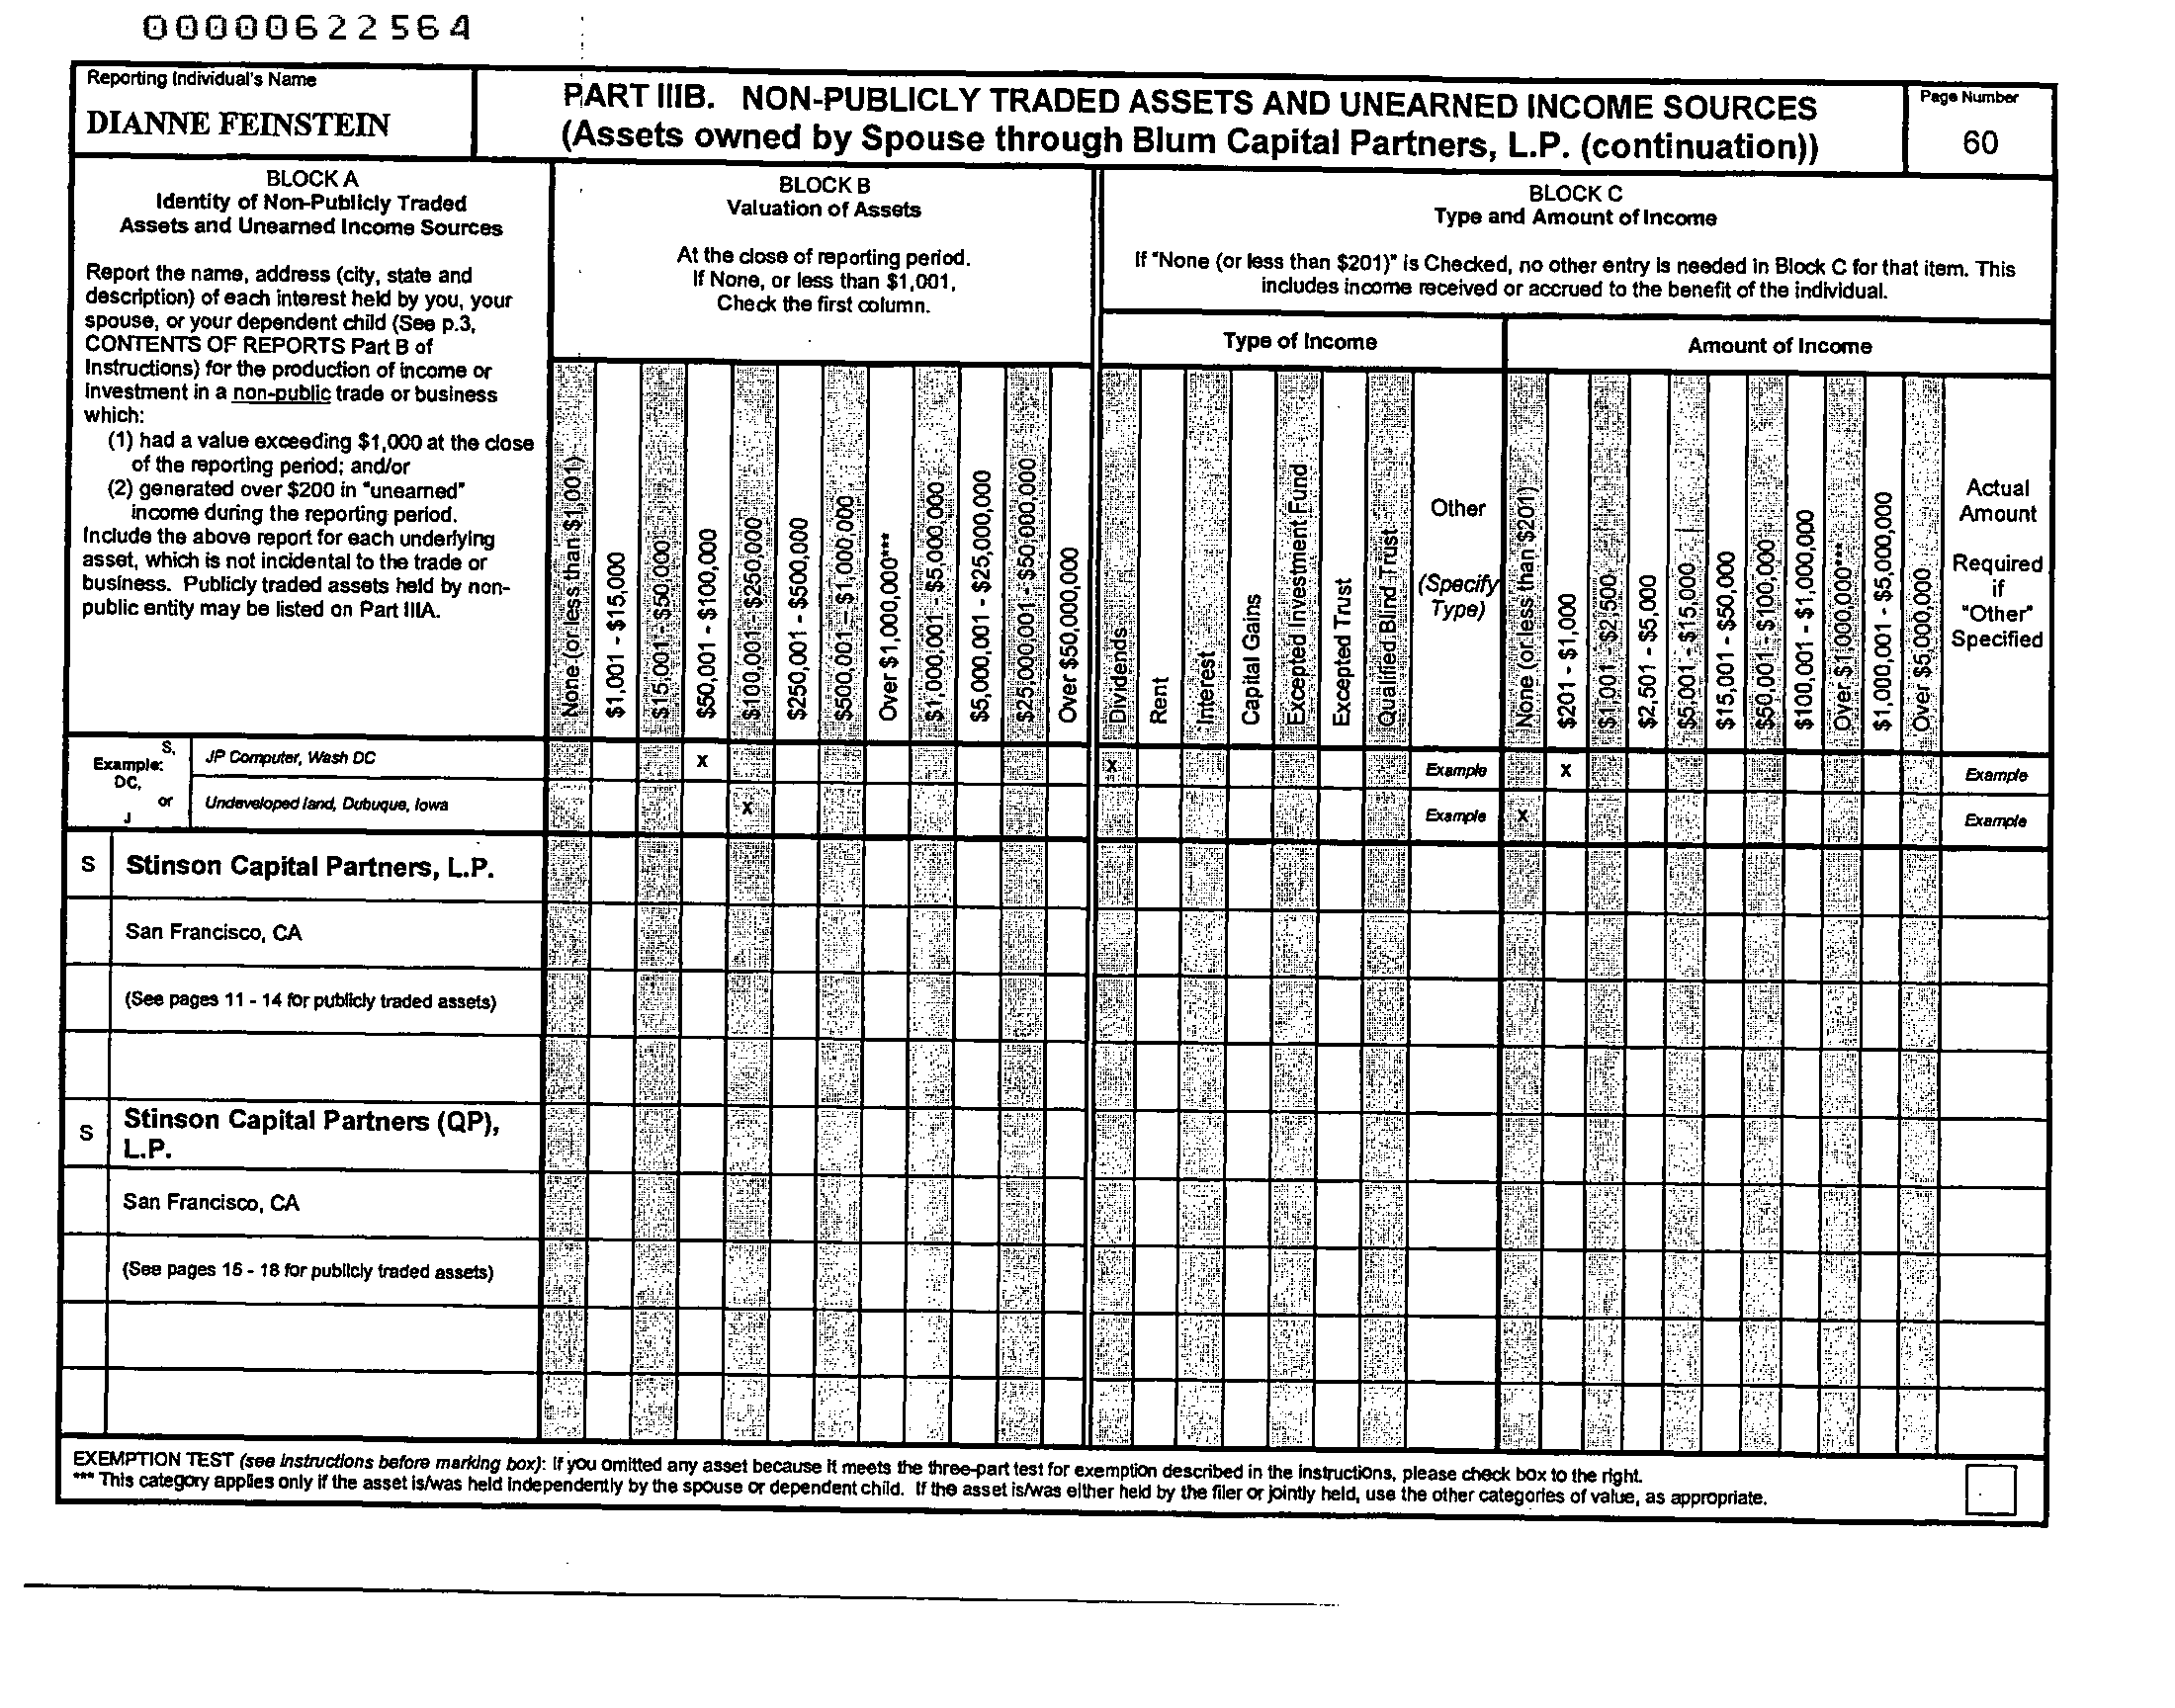 00000622564
Reporting Individual's Name
DIANNE FEINSTEIN
PART IIIB. NON-PUBLICLY TRADED ASSETS AND UNEARNED INCOME SOURCES
(Assets owned by Spouse through Blum Capital Partners, L.P. (continuation))
Page Number
60
BLOCK A
Identity of Non-Publicly Traded
Assets and Unearned Income Sources
Report the name, address (city, state and
description) of each interest held by you, your
spouse, or your dependent child (See p.3,
CONTENTS OF REPORTS Part B of
Instructions) for the production of income or
investment in a non-public trade or business
which:
(1) had a value exceeding $1,000 at the close
of the reporting period; and/or
(2) generated over $200 in "unearned"
income during the reporting period.
Include the above report for each underlying
asset, which is not incidental to the trade or
business. Publicly traded assets held by non-
public entity may be listed on Part IIIA.
BLOCK B
Valuation of Assets
At the close of reporting period.
If None, or less than $1,001,
Check the first column.
None (or less than $1,001)
$1,001 - $15,000
$15,001 - $50,000
$50,001 - $100,000
$100,001 - $250,000
$250,001 - $500,000
$500,001 - $1,000,000
Over $1,000,000***
$1,000,001 - $5,000,000
$5,000,001 - $25,000,000
$25,000,001 - $50,000,000
Over $50,000,000
BLOCK C
Type and Amount of Income
If "None (or less than $201)" is Checked, no other entry is needed in Block C for that item. This
includes income received or accrued to the benefit of the individual.
Type of Income
Amount of Income
Dividends
Rent
Interest
Capital Gains
Excepted Investment Fund
Excepted Trust
Qualified Blind Trust
Other
(Specify
Type)
None (or less than $201)
$201 - $1,000
$1,001 - $2,500
$2,501 - $5,000
$5,001 - $15,000
$15,001 - $50,000
$50,001 - $100,000
$100,001 - $1,000,000
Over $1,000,000***
$1,000,001 - $5,000,000
Over $5,000,000
Actual
Amount
Required
if
"Other"
Specified
Example:
S,
DC,
or
J
JP Computer, Wash DC
x
x
Example
x
Example
Undeveloped land, Dubuque, Iowa
x
Example
x
Example
S
Stinson Capital Partners, L.P.
San Francisco, CA
(See pages 11 - 14 for publicly traded assets)
S
Stinson Capital Partners (QP),
L.P.
San Francisco, CA
(See pages 15 - 18 for publicly traded assets)
EXEMPTION TEST (see instructions before marking box): If you omitted any asset because it meets the three-part test for exemption described in the instructions, please check box to the right.
*** This category applies only if the asset is/was held independently by the spouse or dependent child. If the asset is/was either held by the filer or jointly held, use the other categories of value, as appropriate.